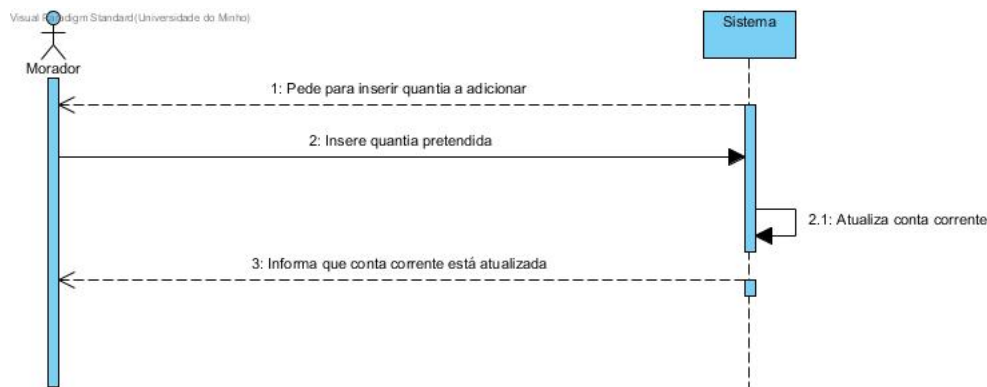 Visual Paradigm Standard(Universidade do Minho)
Sistema
Morador
1: Pede para inserir quantia a adicionar
2: Insere quantia pretendida
2.1: Atualiza conta corrente
3: Informa que conta corrente está atualizada